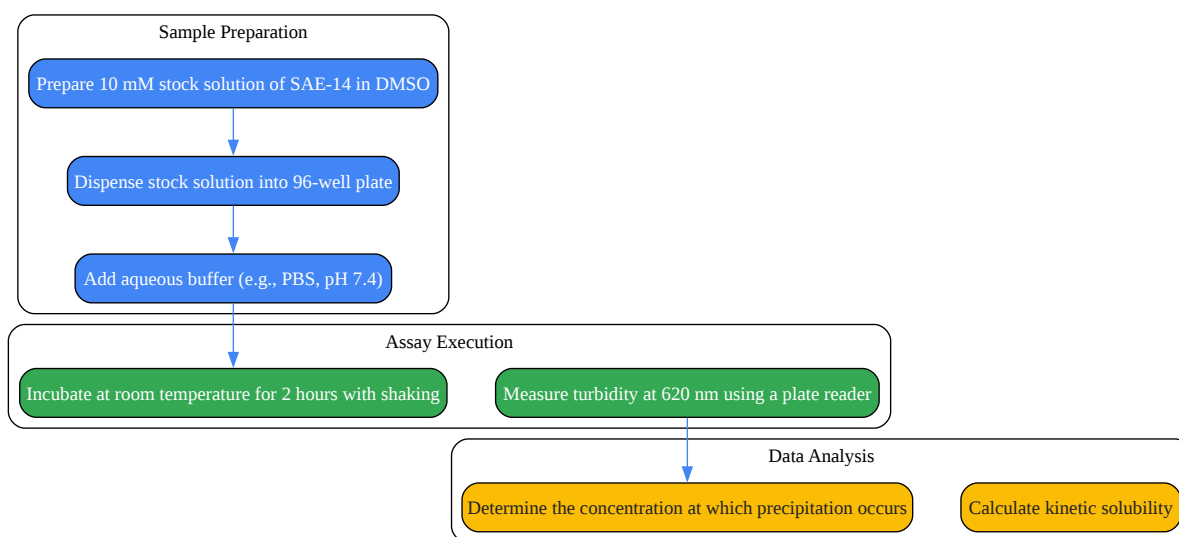 Sample Preparation
Prepare 10 mM stock solution of SAE-14 in DMSO
Dispense stock solution into 96-well plate
Add aqueous buffer (e.g., PBS, pH 7.4)
Assay Execution
Incubate at room temperature for 2 hours with shaking
Measure turbidity at 620 nm using a plate reader
Data Analysis
Determine the concentration at which precipitation occurs
Calculate kinetic solubility